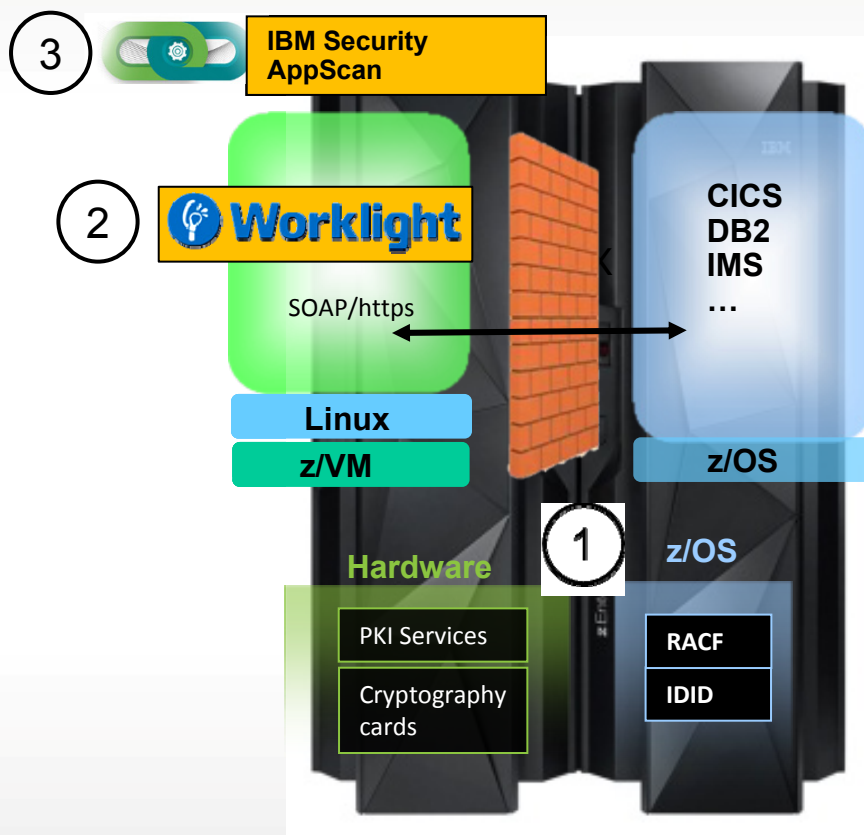 3
IBM Security
AppScan
IBM
2
Worklight
CICS
DB2
IMS
…
X
SOAP/https
Linux
z/VM
z/OS
1
Hardware
z/OS
PKI Services
RACF
Cryptography
cards
IDID